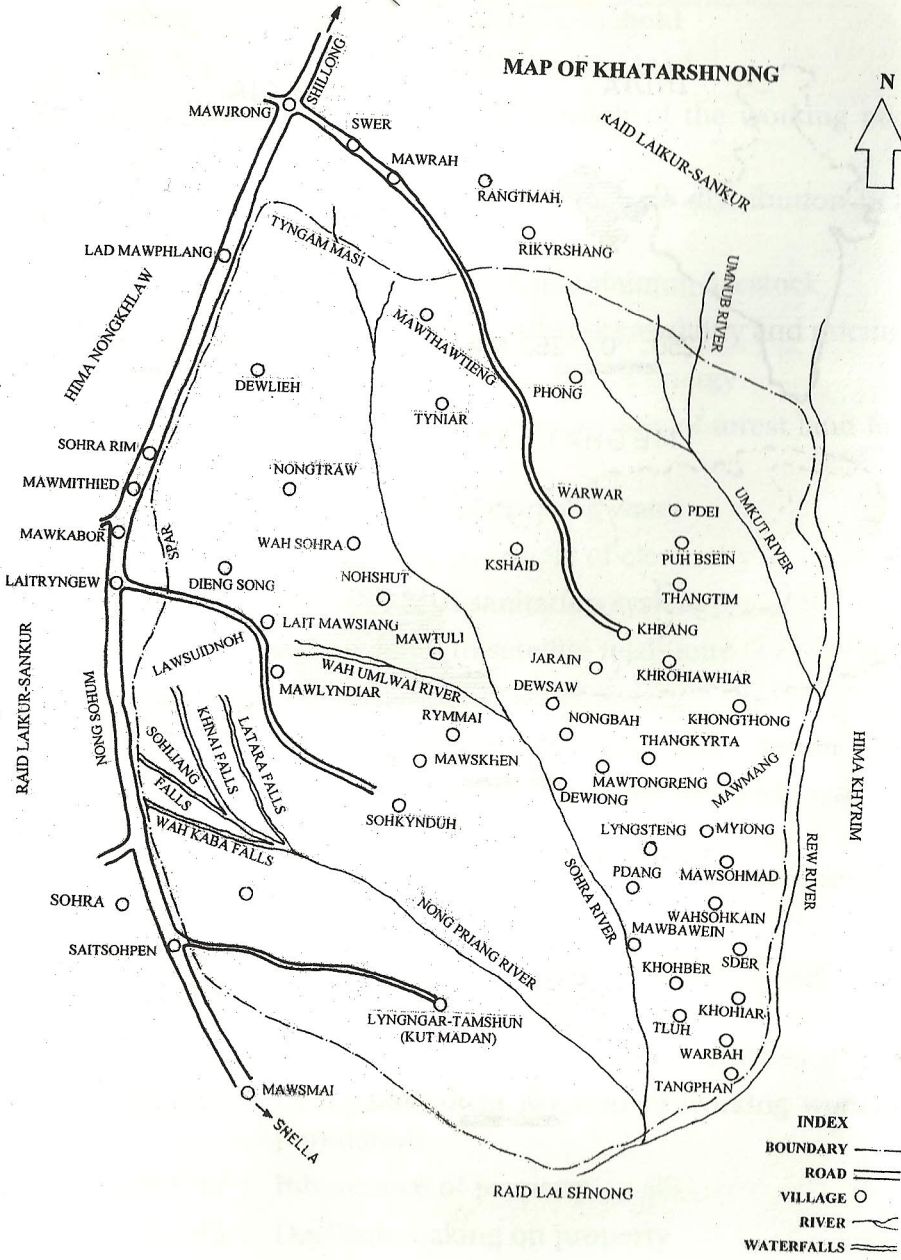 MAP OF KHATARSHNONG
N
SHILLONG
MAWJRONG
SWER
MAWRAH
RAID LAIKUR-SANKUR
RANGTMAH
RIKYRSHANG
TYNGAM MASI
LAD MAWPHLANG
HIMA NONGKHLAW
UMNUB RIVER
MAWTHAWTIENG
DEWLIEH
PHONG
TYNIAR
SOHRA RIM
MAWMITHIED
NONGTRAW
WARWAR
PDEI
UMKUT RIVER
MAWKABOR
SPAR
WAH SOHRA
KSHAID
PUH BSEIN
LAITRYNGEW
DIENG SONG
NOHSHUT
THANGTIM
LAIT MAWSIANG
KHRANG
LAWSUIDNOH
MAWTULI
JARAIN
KHROHIAWHIAR
WAH UMLWAI RIVER
MAWLYNDIAR
DEWSAW
RAID LAIKUR-SANKUR
NONG SOHUM
RYMMAI
NONGBAH
KHONGTHONG
SOHLIANG FALLS
KHNAI FALLS
LATARA FALLS
THANGKYRTA
HIMA KHYRIM
MAWSKHEN
MAWTONGRENG
MAWMANG
DEWIONG
SOHKYNDUH
WAH KABA FALLS
LYNGSTENG
MYIONG
REW RIVER
PDANG
MAWSOHMAD
SOHRA RIVER
SOHRA
NONG PRIANG RIVER
WAHSOHKAIN
SAITSOHPEN
MAWBAWEIN
SDER
KHOHBER
LYNGNGAR-TAMSHUN
(KUT MADAN)
KHOHIAR
TLUH
WARBAH
TANGPHAN
MAWSMAI
SHELLA
RAID LAI SHNONG
INDEX
BOUNDARY
ROAD
VILLAGE
RIVER
WATERFALLS